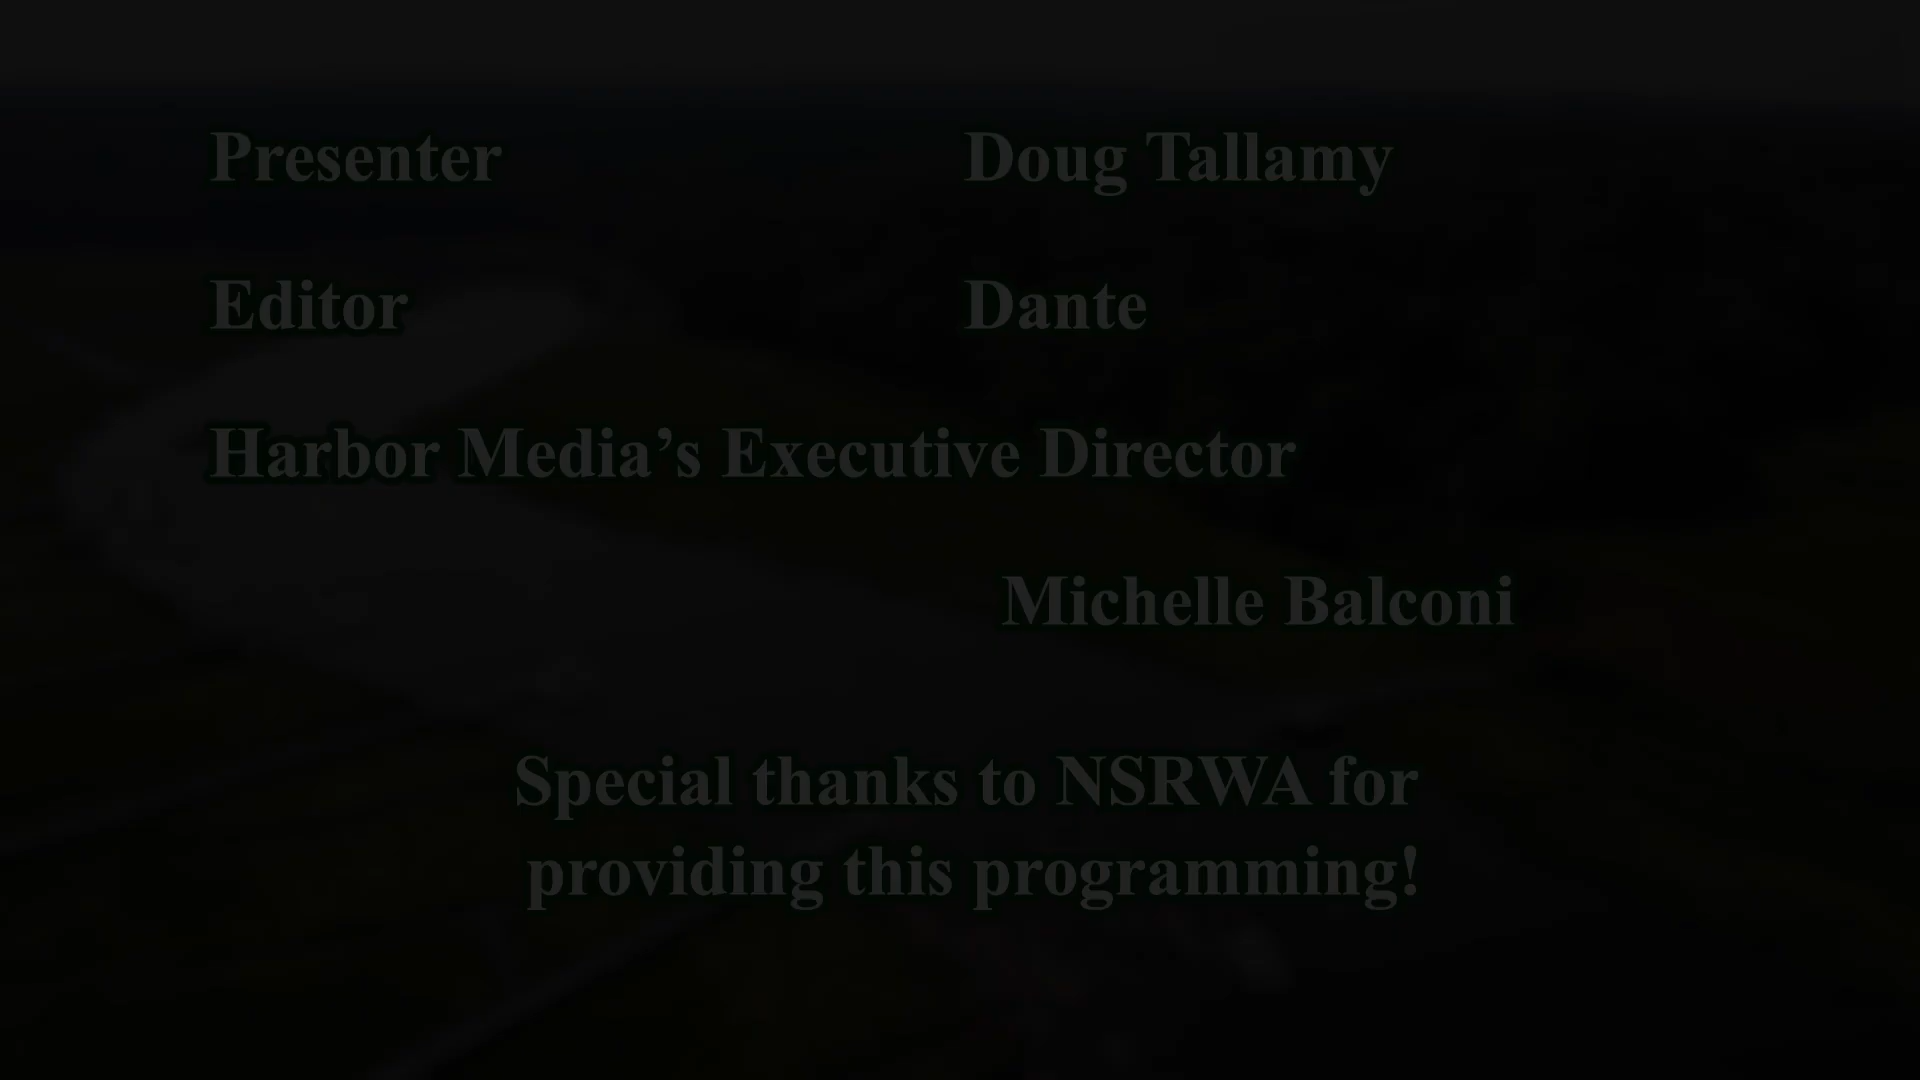 Presenter Doug Tallamy
Editor Dante
Harbor Media’s Executive Director
Michelle Balconi
Special thanks to NSRWA for
providing this programming!